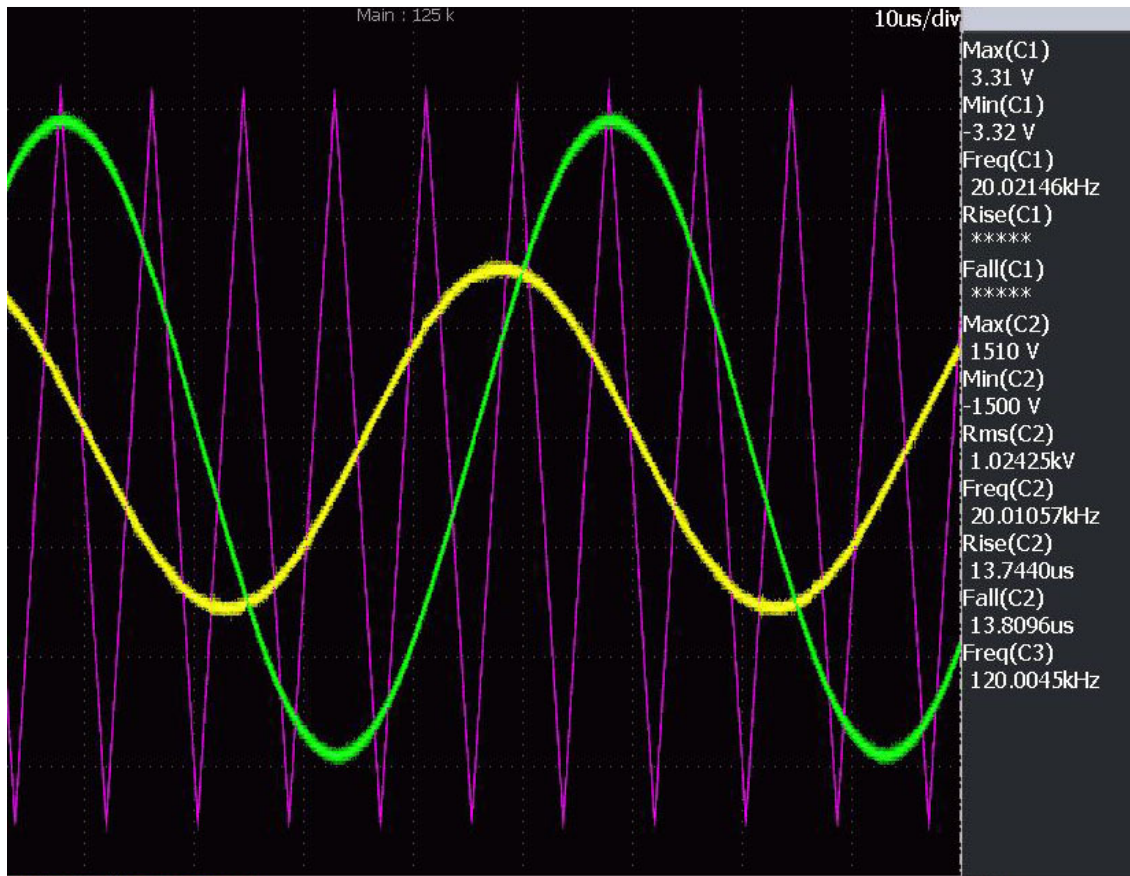 Main : 125 k
10us/div
Max(C1)
3.31 V
Min(C1)
-3.32 V
Freq(C1)
20.02146kHz
Rise(C1)
*****
Fall(C1)
*****
Max(C2)
1510 V
Min(C2)
-1500 V
Rms(C2)
1.02425kV
Freq(C2)
20.01057kHz
Rise(C2)
13.7440us
Fall(C2)
13.8096us
Freq(C3)
120.0045kHz